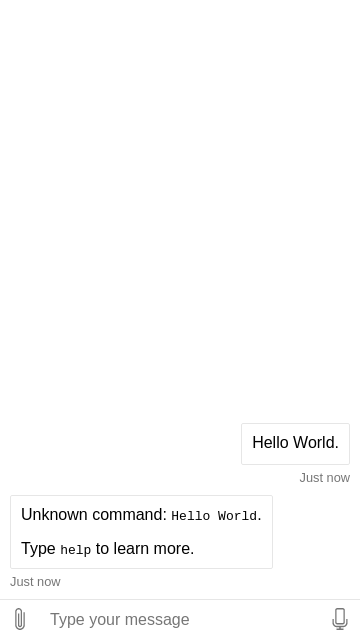 Hello World.
Just now
Unknown command: Hello World.
Type help to learn more.
Just now
Type your message